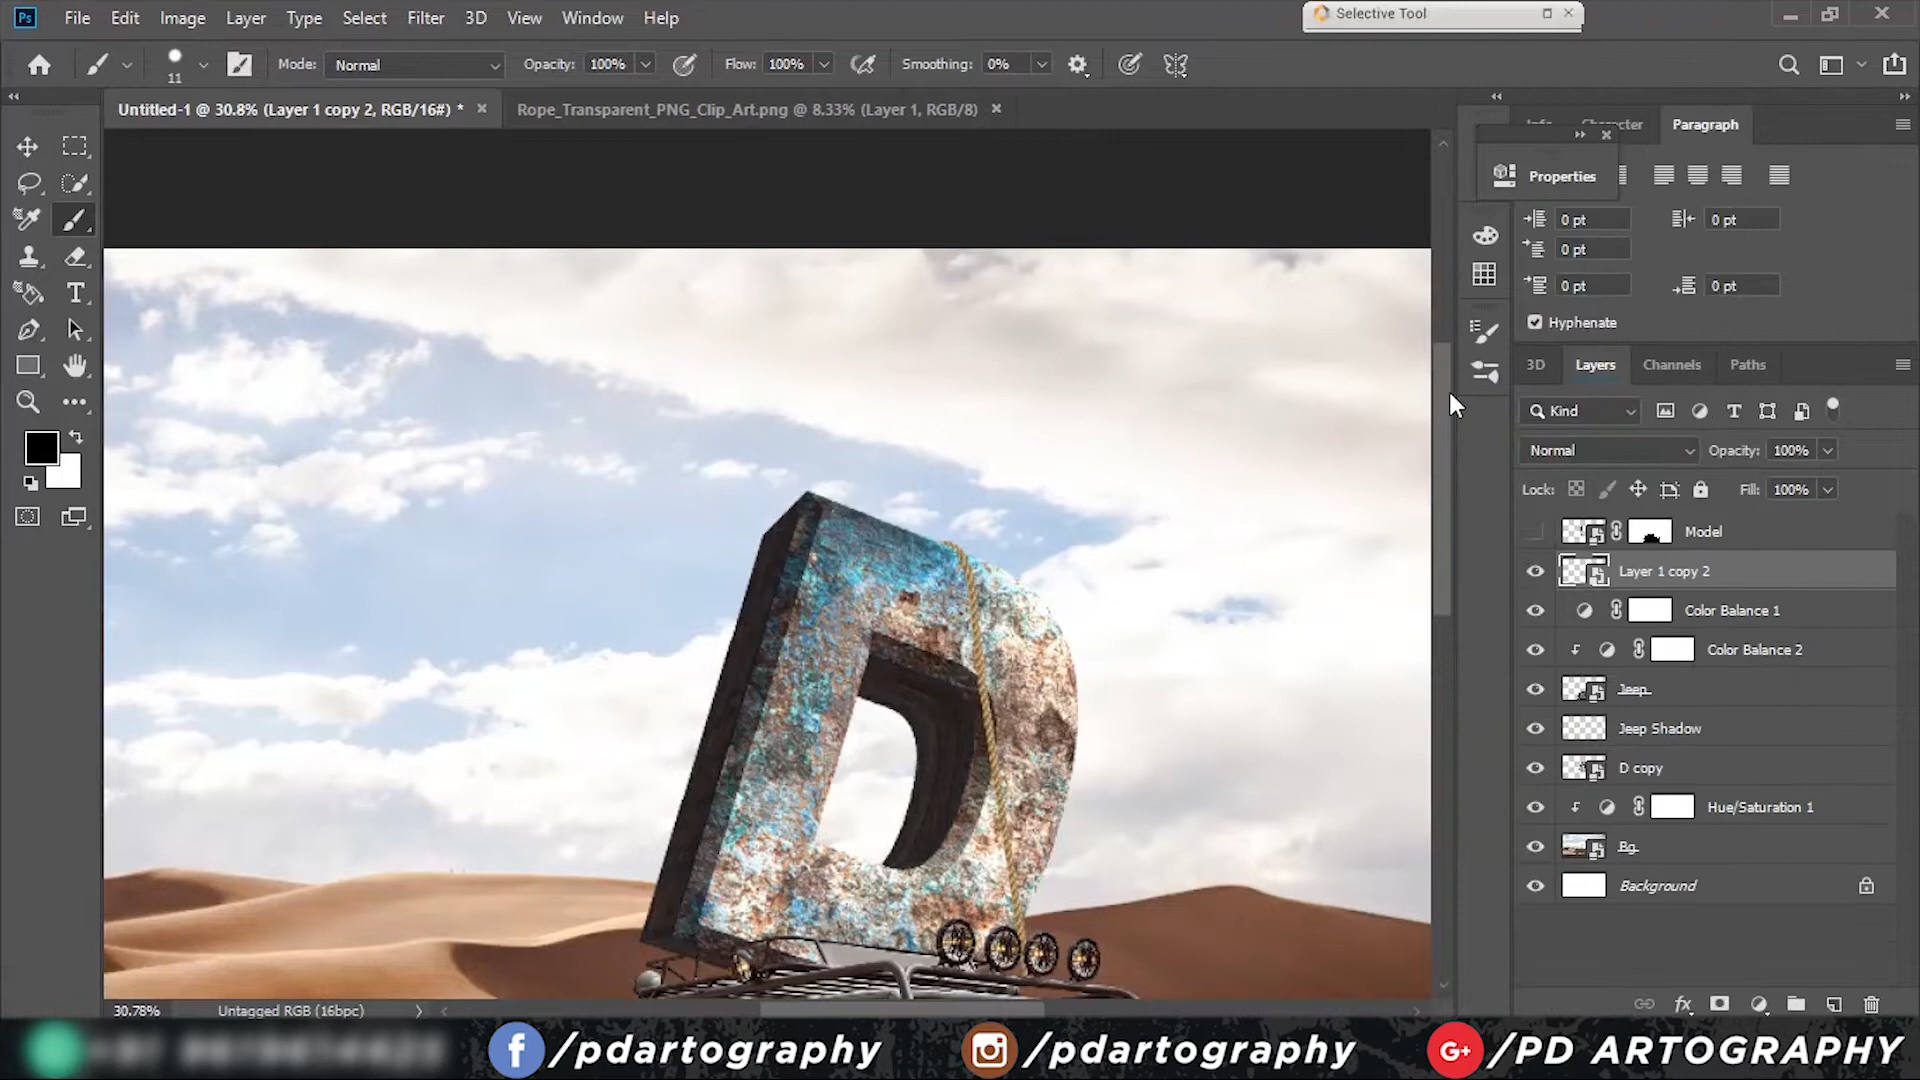 Ps File Edit Image Layer Type Select Filter 3D View Window Help Selective Tool
11 Mode: Normal Opacity: 100% Flow: 100% Smoothing: 0%
Untitled-1 @ 30.8% (Layer 1 copy 2, RGB/16#) * Rope_Transparent_PNG_Clip_Art.png @ 8.33% (Layer 1, RGB/8)
Paragraph
Properties
0 pt 0 pt
0 pt
0 pt 0 pt
Hyphenate
3D Layers Channels Paths
Kind
Normal Opacity: 100%
Lock: Fill: 100%
Model
Layer 1 copy 2
Color Balance 1
Color Balance 2
Jeep
Jeep Shadow
D copy
Hue/Saturation 1
Bg
Background
D
30.78% Untagged RGB (16bpc)
f /pdartography /pdartography G+ /PD ARTOGRAPHY